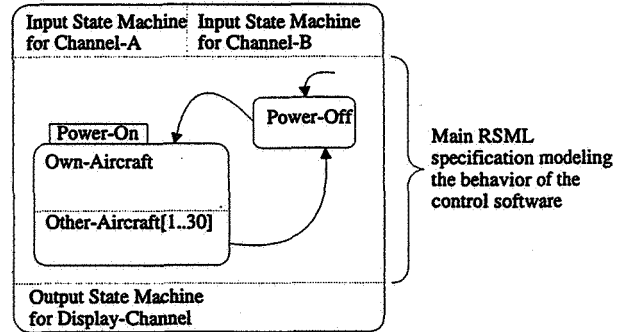 Input State Machine
for Channel-A
Input State Machine
for Channel-B
Power-Off
Power-On
Own-Aircraft
Other-Aircraft[1..30]
Main RSML
specification modeling
the behavior of the
control software
Output State Machine
for Display-Channel